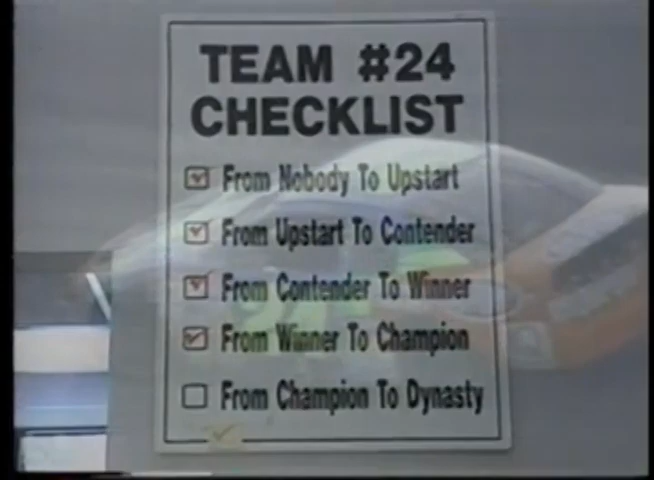 TEAM #24
CHECKLIST
From Nobody To Upstart
From Upstart To Contender
From Contender To Winner
From Winner To Champion
From Champion To Dynasty